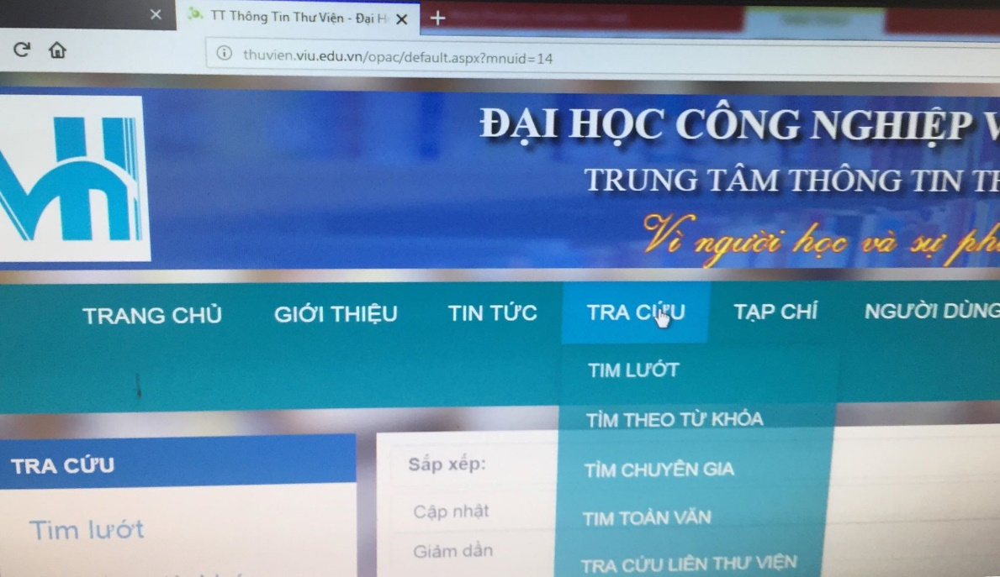 TT Thông Tin Thư Viện - Đại H
thuvien.viu.edu.vn/opac/default.aspx?mnuid=14
ĐẠI HỌC CÔNG NGHIỆP V
TRUNG TÂM THÔNG TIN TH
Vì người học và sự phá
TRANG CHỦ GIỚI THIỆU TIN TỨC TRA CỨU TẠP CHÍ NGƯỜI DÙNG
TIM LƯỚT
TÌM THEO TỪ KHÓA
TRA CỨU
Sắp xếp:
TÌM CHUYÊN GIA
Tim lướt
Cập nhật
TIM TOÀN VĂN
Giảm dần
TRA CỨU LIÊN THƯ VIỆN